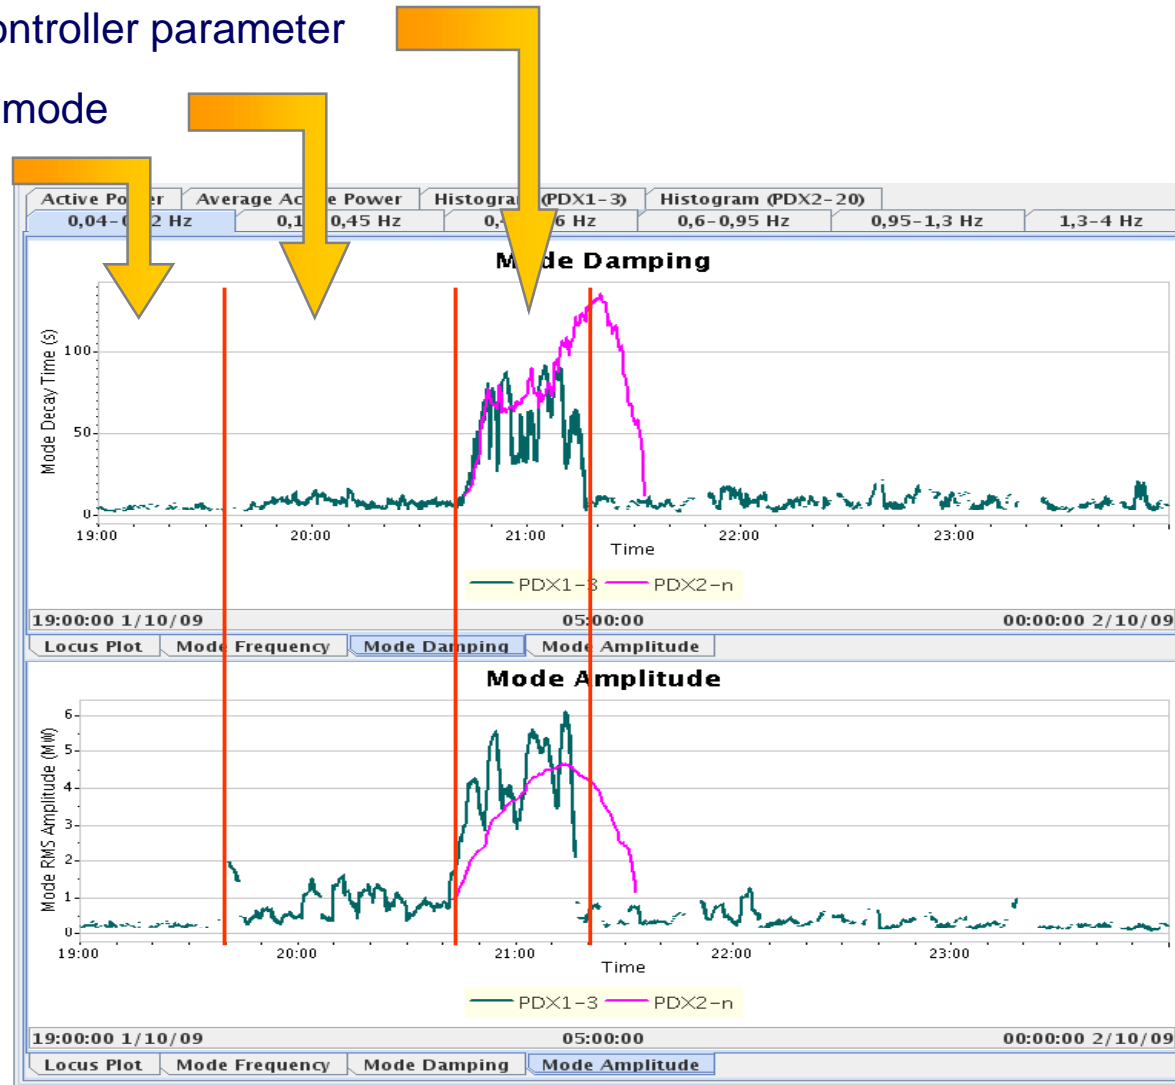 ontroller parameter
mode
Active Power Average Active Power Histogram (PDX1-3) Histogram (PDX2-20)
0,04- 2 Hz 0,1 0,45 Hz 0,4 6 Hz 0,6-0,95 Hz 0,95-1,3 Hz 1,3-4 Hz
Mode Damping
Mode Decay Time (s)
100
50
0
19:00 20:00 21:00 22:00 23:00
Time
PDX1-3 PDX2-n
19:00:00 1/10/09 05:00:00 00:00:00 2/10/09
Locus Plot Mode Frequency Mode Damping Mode Amplitude
Mode Amplitude
Mode RMS Amplitude (MW)
6
5
4
3
2
1
0
19:00 20:00 21:00 22:00 23:00
Time
PDX1-3 PDX2-n
19:00:00 1/10/09 05:00:00 00:00:00 2/10/09
Locus Plot Mode Frequency Mode Damping Mode Amplitude